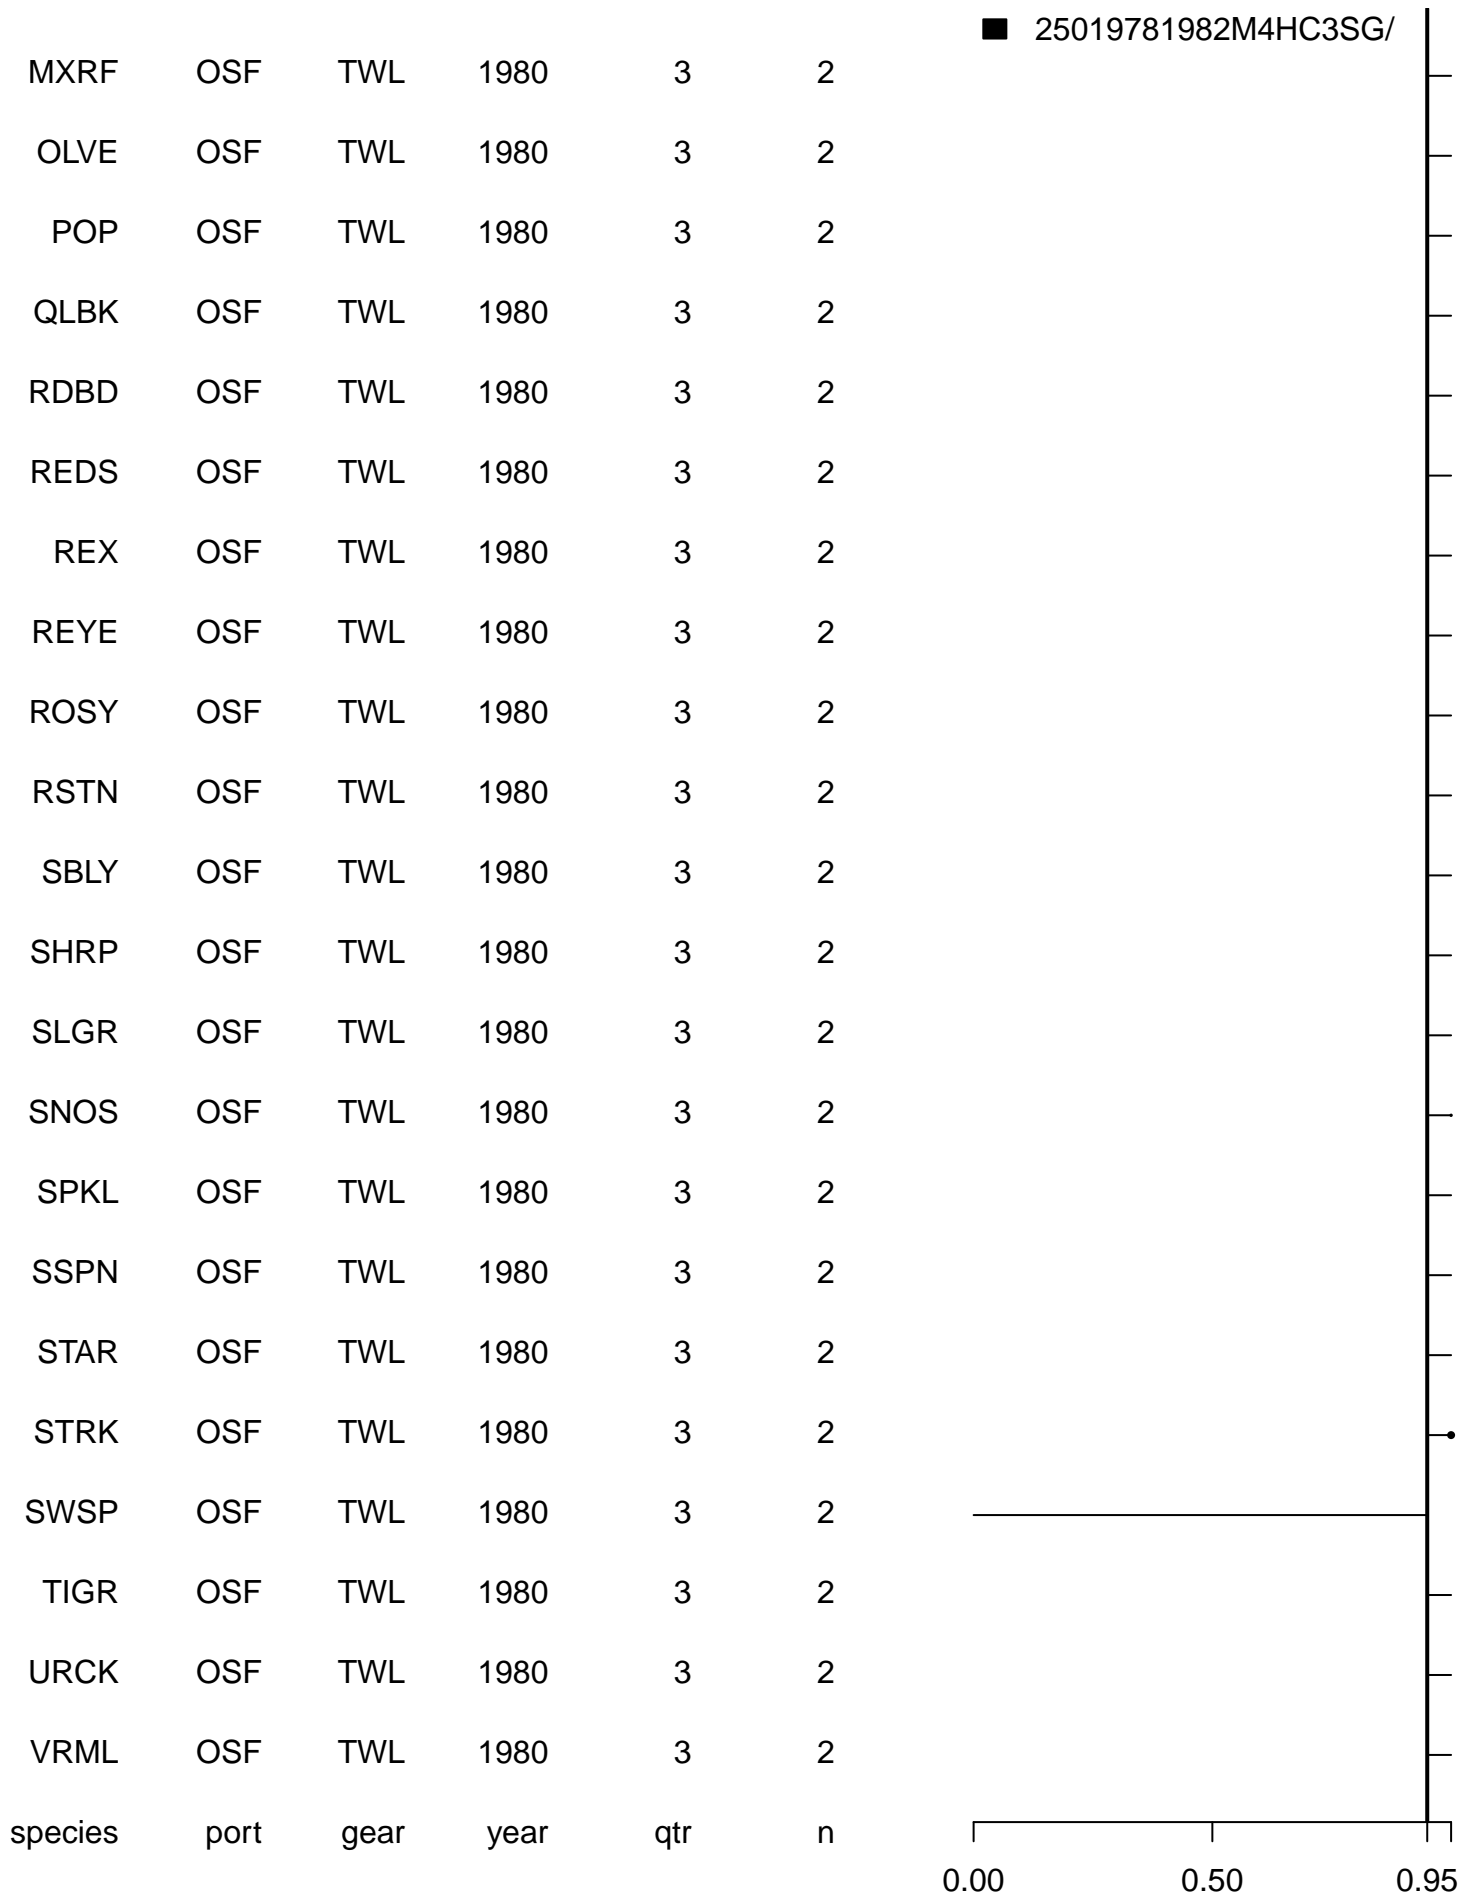 25019781982M4HC3SG/
MXRF OSF TWL 1980 3 2
OLVE OSF TWL 1980 3 2
POP OSF TWL 1980 3 2
QLBK OSF TWL 1980 3 2
RDBD OSF TWL 1980 3 2
REDS OSF TWL 1980 3 2
REX OSF TWL 1980 3 2
REYE OSF TWL 1980 3 2
ROSY OSF TWL 1980 3 2
RSTN OSF TWL 1980 3 2
SBLY OSF TWL 1980 3 2
SHRP OSF TWL 1980 3 2
SLGR OSF TWL 1980 3 2
SNOS OSF TWL 1980 3 2
SPKL OSF TWL 1980 3 2
SSPN OSF TWL 1980 3 2
STAR OSF TWL 1980 3 2
STRK OSF TWL 1980 3 2
SWSP OSF TWL 1980 3 2
TIGR OSF TWL 1980 3 2
URCK OSF TWL 1980 3 2
VRML OSF TWL 1980 3 2
species port gear year qtr n
0.00 0.50 0.95